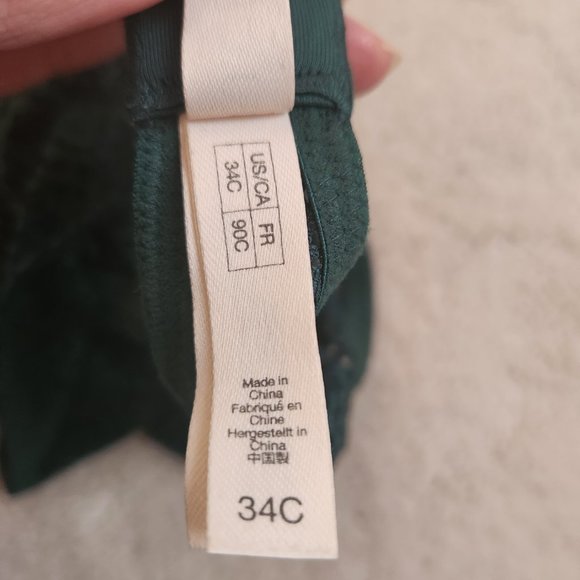 US/CA FR
34C 90C
Made in
China
Fabriqué en
Chine
Hergestellt in
China
中国製
34C